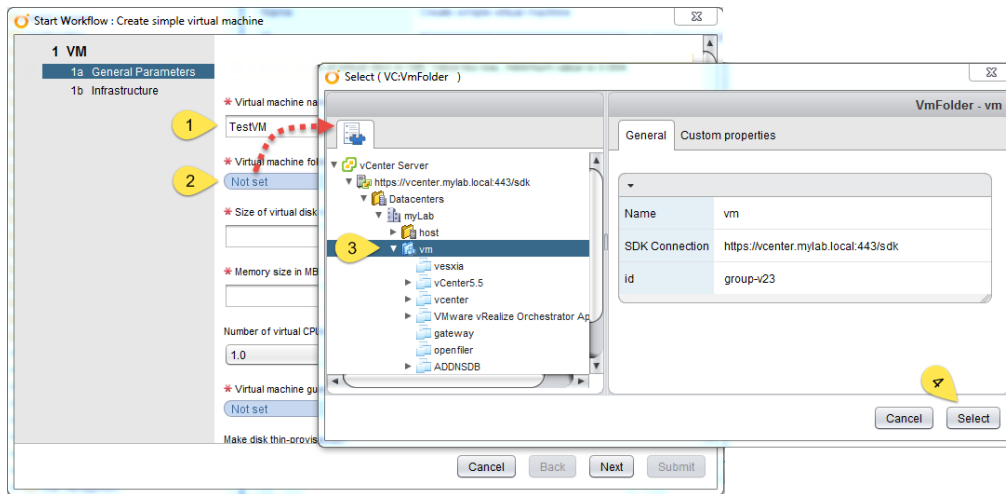 Start Workflow : Create simple virtual machine
1 VM
1a General Parameters
1b Infrastructure
* Virtual machine na
1
TestVM
* Virtual machine fol
2
Not set
* Size of virtual disk
* Memory size in MB
Number of virtual CPU
1.0
* Virtual machine gu
Not set
Make disk thin-provis
Cancel
Back
Next
Submit
Select ( VC:VmFolder )
VmFolder - vm
vCenter Server
https://vcenter.mylab.local:443/sdk
Datacenters
myLab
host
3
vm
vesxia
vCenter5.5
vcenter
VMware vRealize Orchestrator Ap
gateway
openfiler
ADDNSDB
General
Custom properties
Name vm
SDK Connection https://vcenter.mylab.local:443/sdk
id group-v23
4
Cancel
Select